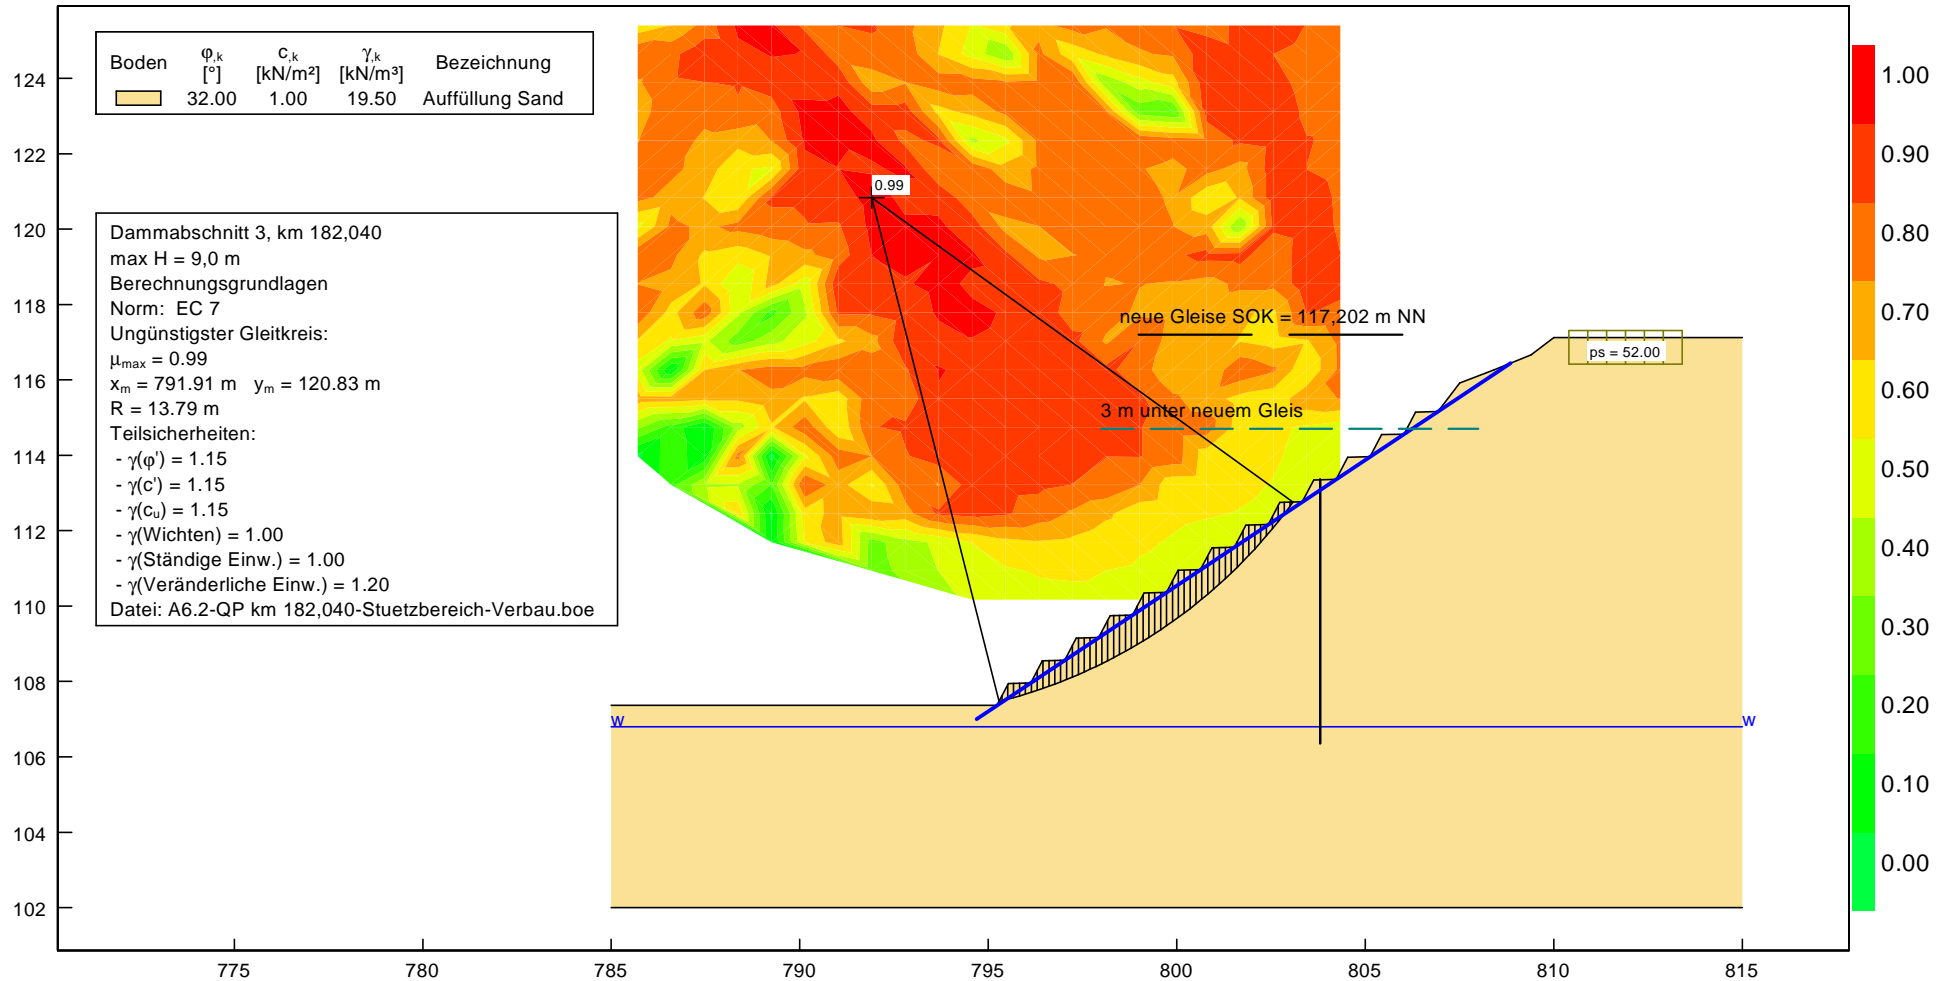 Boden φ,k c,k γ,k Bezeichnung
[°] [kN/m²] [kN/m³]
32.00 1.00 19.50 Auffüllung Sand
Dammabschnitt 3, km 182,040
max H = 9,0 m
Berechnungsgrundlagen
Norm: EC 7
Ungünstigster Gleitkreis:
μmax = 0.99
xm = 791.91 m ym = 120.83 m
R = 13.79 m
Teilsicherheiten:
- γ(φ') = 1.15
- γ(c') = 1.15
- γ(cu) = 1.15
- γ(Wichten) = 1.00
- γ(Ständige Einw.) = 1.00
- γ(Veränderliche Einw.) = 1.20
Datei: A6.2-QP km 182,040-Stuetzbereich-Verbau.boe
0.99
neue Gleise SOK = 117,202 m NN
ps = 52.00
3 m unter neuem Gleis
w
w
124
122
120
118
116
114
112
110
108
106
104
102
775 780 785 790 795 800 805 810 815
1.00
0.90
0.80
0.70
0.60
0.50
0.40
0.30
0.20
0.10
0.00